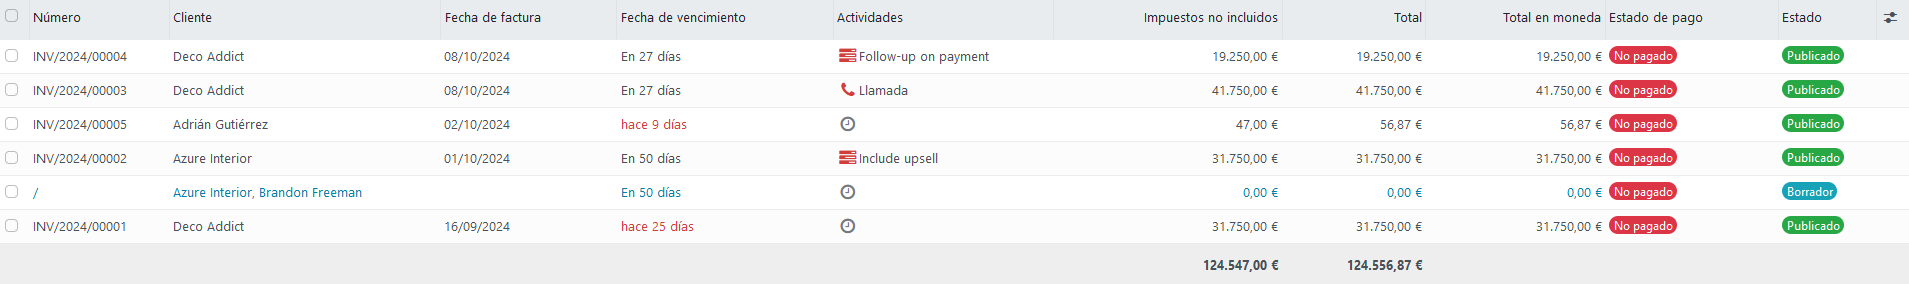 Número Cliente Fecha de factura Fecha de vencimiento Actividades Impuestos no incluidos Total Total en moneda Estado de pago Estado
INV/2024/00004 Deco Addict 08/10/2024 En 27 días Follow-up on payment 19.250,00 € 19.250,00 € 19.250,00 € No pagado Publicado
INV/2024/00003 Deco Addict 08/10/2024 En 27 días Llamada 41.750,00 € 41.750,00 € 41.750,00 € No pagado Publicado
INV/2024/00005 Adrián Gutiérrez 02/10/2024 hace 9 días 47,00 € 56,87 € 56,87 € No pagado Publicado
INV/2024/00002 Azure Interior 01/10/2024 En 50 días Include upsell 31.750,00 € 31.750,00 € 31.750,00 € No pagado Publicado
/ Azure Interior, Brandon Freeman En 50 días 0,00 € 0,00 € 0,00 € No pagado Borrador
INV/2024/00001 Deco Addict 16/09/2024 hace 25 días 31.750,00 € 31.750,00 € 31.750,00 € No pagado Publicado
124.547,00 € 124.556,87 €